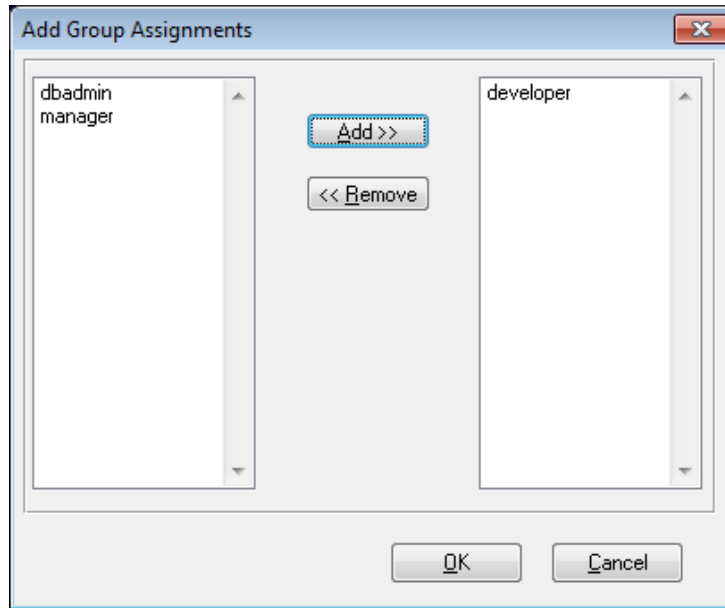 Add Group Assignments
dbadmin
manager
Add >>
<< Remove
developer
OK
Cancel